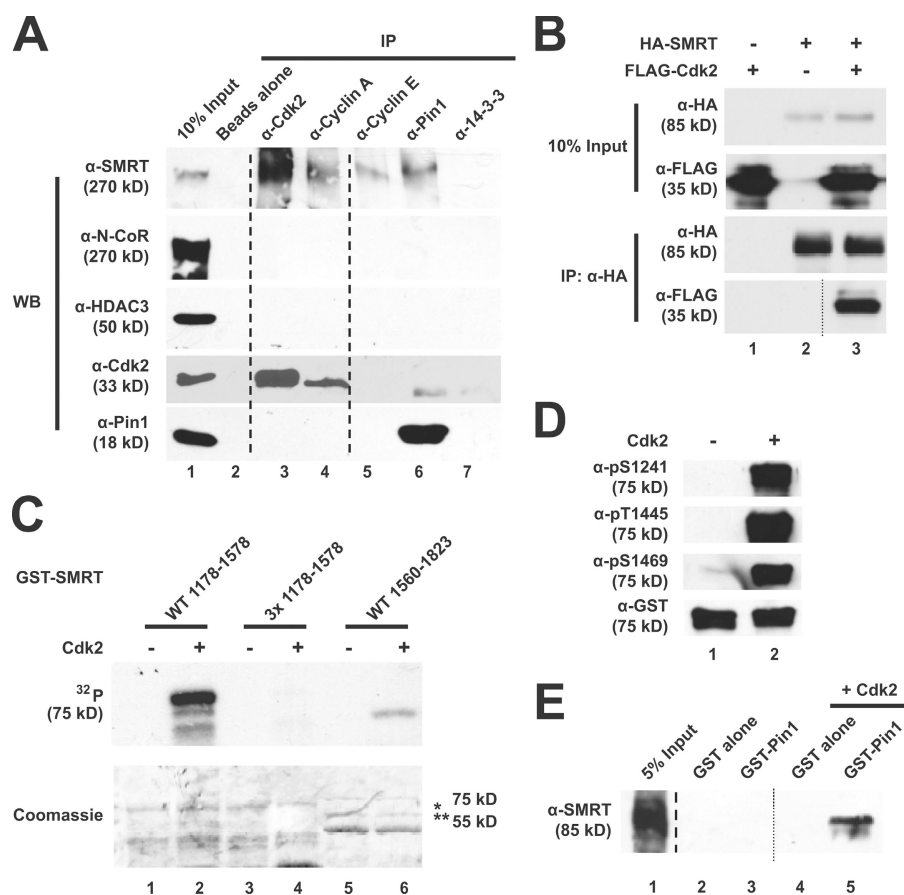 A
IP
10% Input
Beads alone
α-Cdk2
α-Cyclin A
α-Cyclin E
α-Pin1
α-14-3-3
WB
α-SMRT
(270 kD)
α-N-CoR
(270 kD)
α-HDAC3
(50 kD)
α-Cdk2
(33 kD)
α-Pin1
(18 kD)
1 2 3 4 5 6 7
B
HA-SMRT - + +
FLAG-Cdk2 + - +
10% Input
α-HA
(85 kD)
α-FLAG
(35 kD)
IP: α-HA
α-HA
(85 kD)
α-FLAG
(35 kD)
1 2 3
C
GST-SMRT
WT 1178-1578
3x 1178-1578
WT 1560-1823
Cdk2 - + - + - +
32P
(75 kD)
Coomassie
* 75 kD
** 55 kD
1 2 3 4 5 6
D
Cdk2 - +
α-pS1241
(75 kD)
α-pT1445
(75 kD)
α-pS1469
(75 kD)
α-GST
(75 kD)
1 2
E
+ Cdk2
5% Input
GST alone
GST-Pin1
GST alone
GST-Pin1
α-SMRT
(85 kD)
1 2 3 4 5